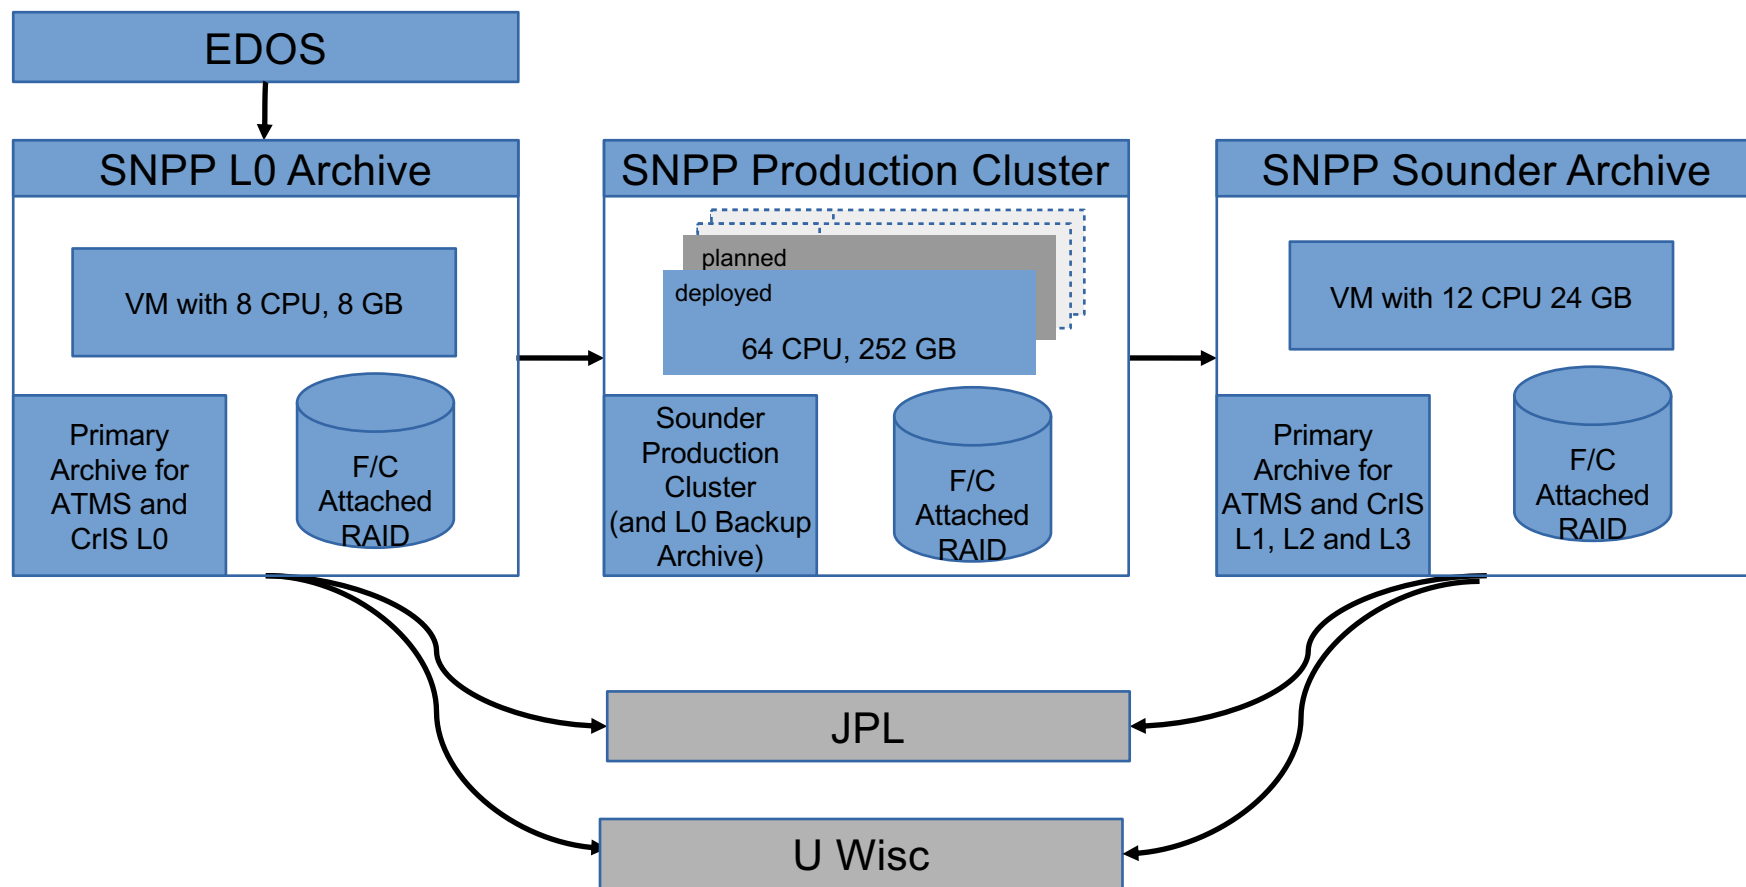 EDOS
SNPP L0 Archive
VM with 8 CPU, 8 GB
Primary
Archive for
ATMS and
CrIS L0
F/C
Attached
RAID
SNPP Production Cluster
planned
deployed
64 CPU, 252 GB
Sounder
Production
Cluster
(and L0 Backup
Archive)
F/C
Attached
RAID
SNPP Sounder Archive
VM with 12 CPU 24 GB
Primary
Archive for
ATMS and CrIS
L1, L2 and L3
F/C
Attached
RAID
JPL
U Wisc